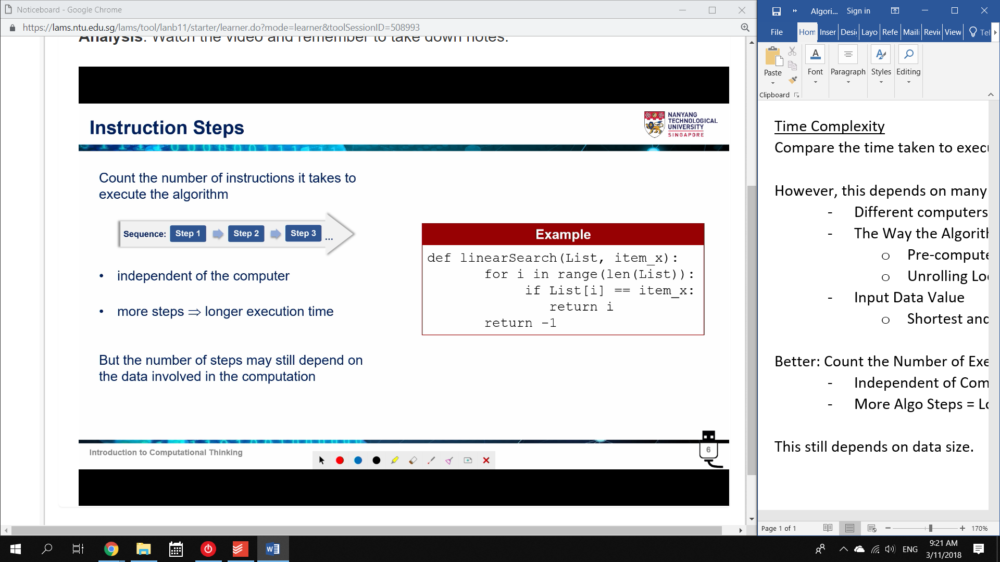 Noticeboard - Google Chrome
https://lams.ntu.edu.sg/lams/tool/lanb11/starter/learner.do?mode=learner&toolSessionID=508993
Analysis. Watch the video and remember to take down notes.
Instruction Steps
NANYANG
TECHNOLOGICAL
UNIVERSITY
SINGAPORE
Count the number of instructions it takes to
execute the algorithm
Sequence: Step 1 Step 2 Step 3 ...
• independent of the computer
• more steps ⇒ longer execution time
But the number of steps may still depend on
the data involved in the computation
Example
def linearSearch(List, item_x):
for i in range(len(List)):
if List[i] == item_x:
return i
return -1
Introduction to Computational Thinking
6
Algori... Sign in
File Hom Inser Desi Layo Refe Maili Revie View Tel
Paste Font Paragraph Styles Editing
Clipboard
Time Complexity
Compare the time taken to execu
However, this depends on many
- Different computers
- The Way the Algorith
o Pre-compute
o Unrolling Loo
- Input Data Value
o Shortest and
Better: Count the Number of Exe
- Independent of Com
- More Algo Steps = Lo
This still depends on data size.
Page 1 of 1
170%
ENG
9:21 AM
3/11/2018